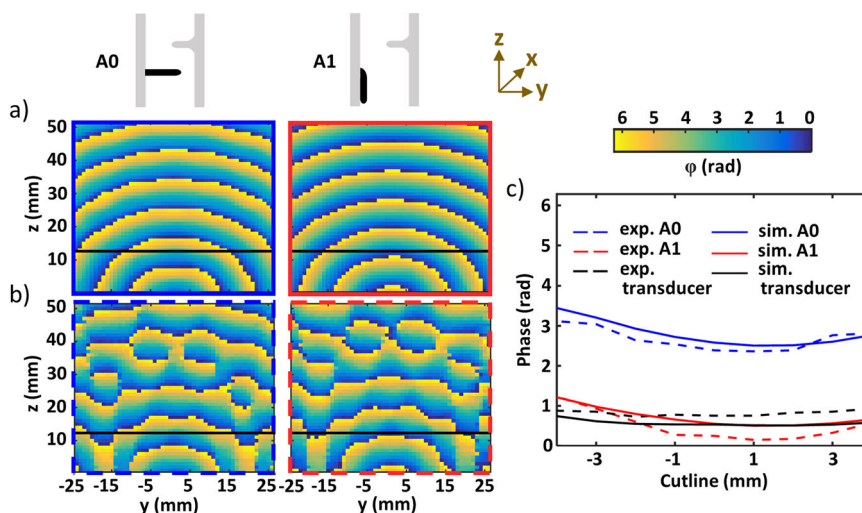 A0
A1
z
x
y
a)
50
40
30
20
10
z (mm)
6 5 4 3 2 1 0
φ (rad)
b)
50
40
30
20
10
z (mm)
-25 -15 -5 5 15 25
y (mm)
-25 -15 -5 5 15 25
y (mm)
c)
6
5
4
3
2
1
0
Phase (rad)
exp. A0
exp. A1
exp. transducer
sim. A0
sim. A1
sim. transducer
-3 -1 1 3
Cutline (mm)